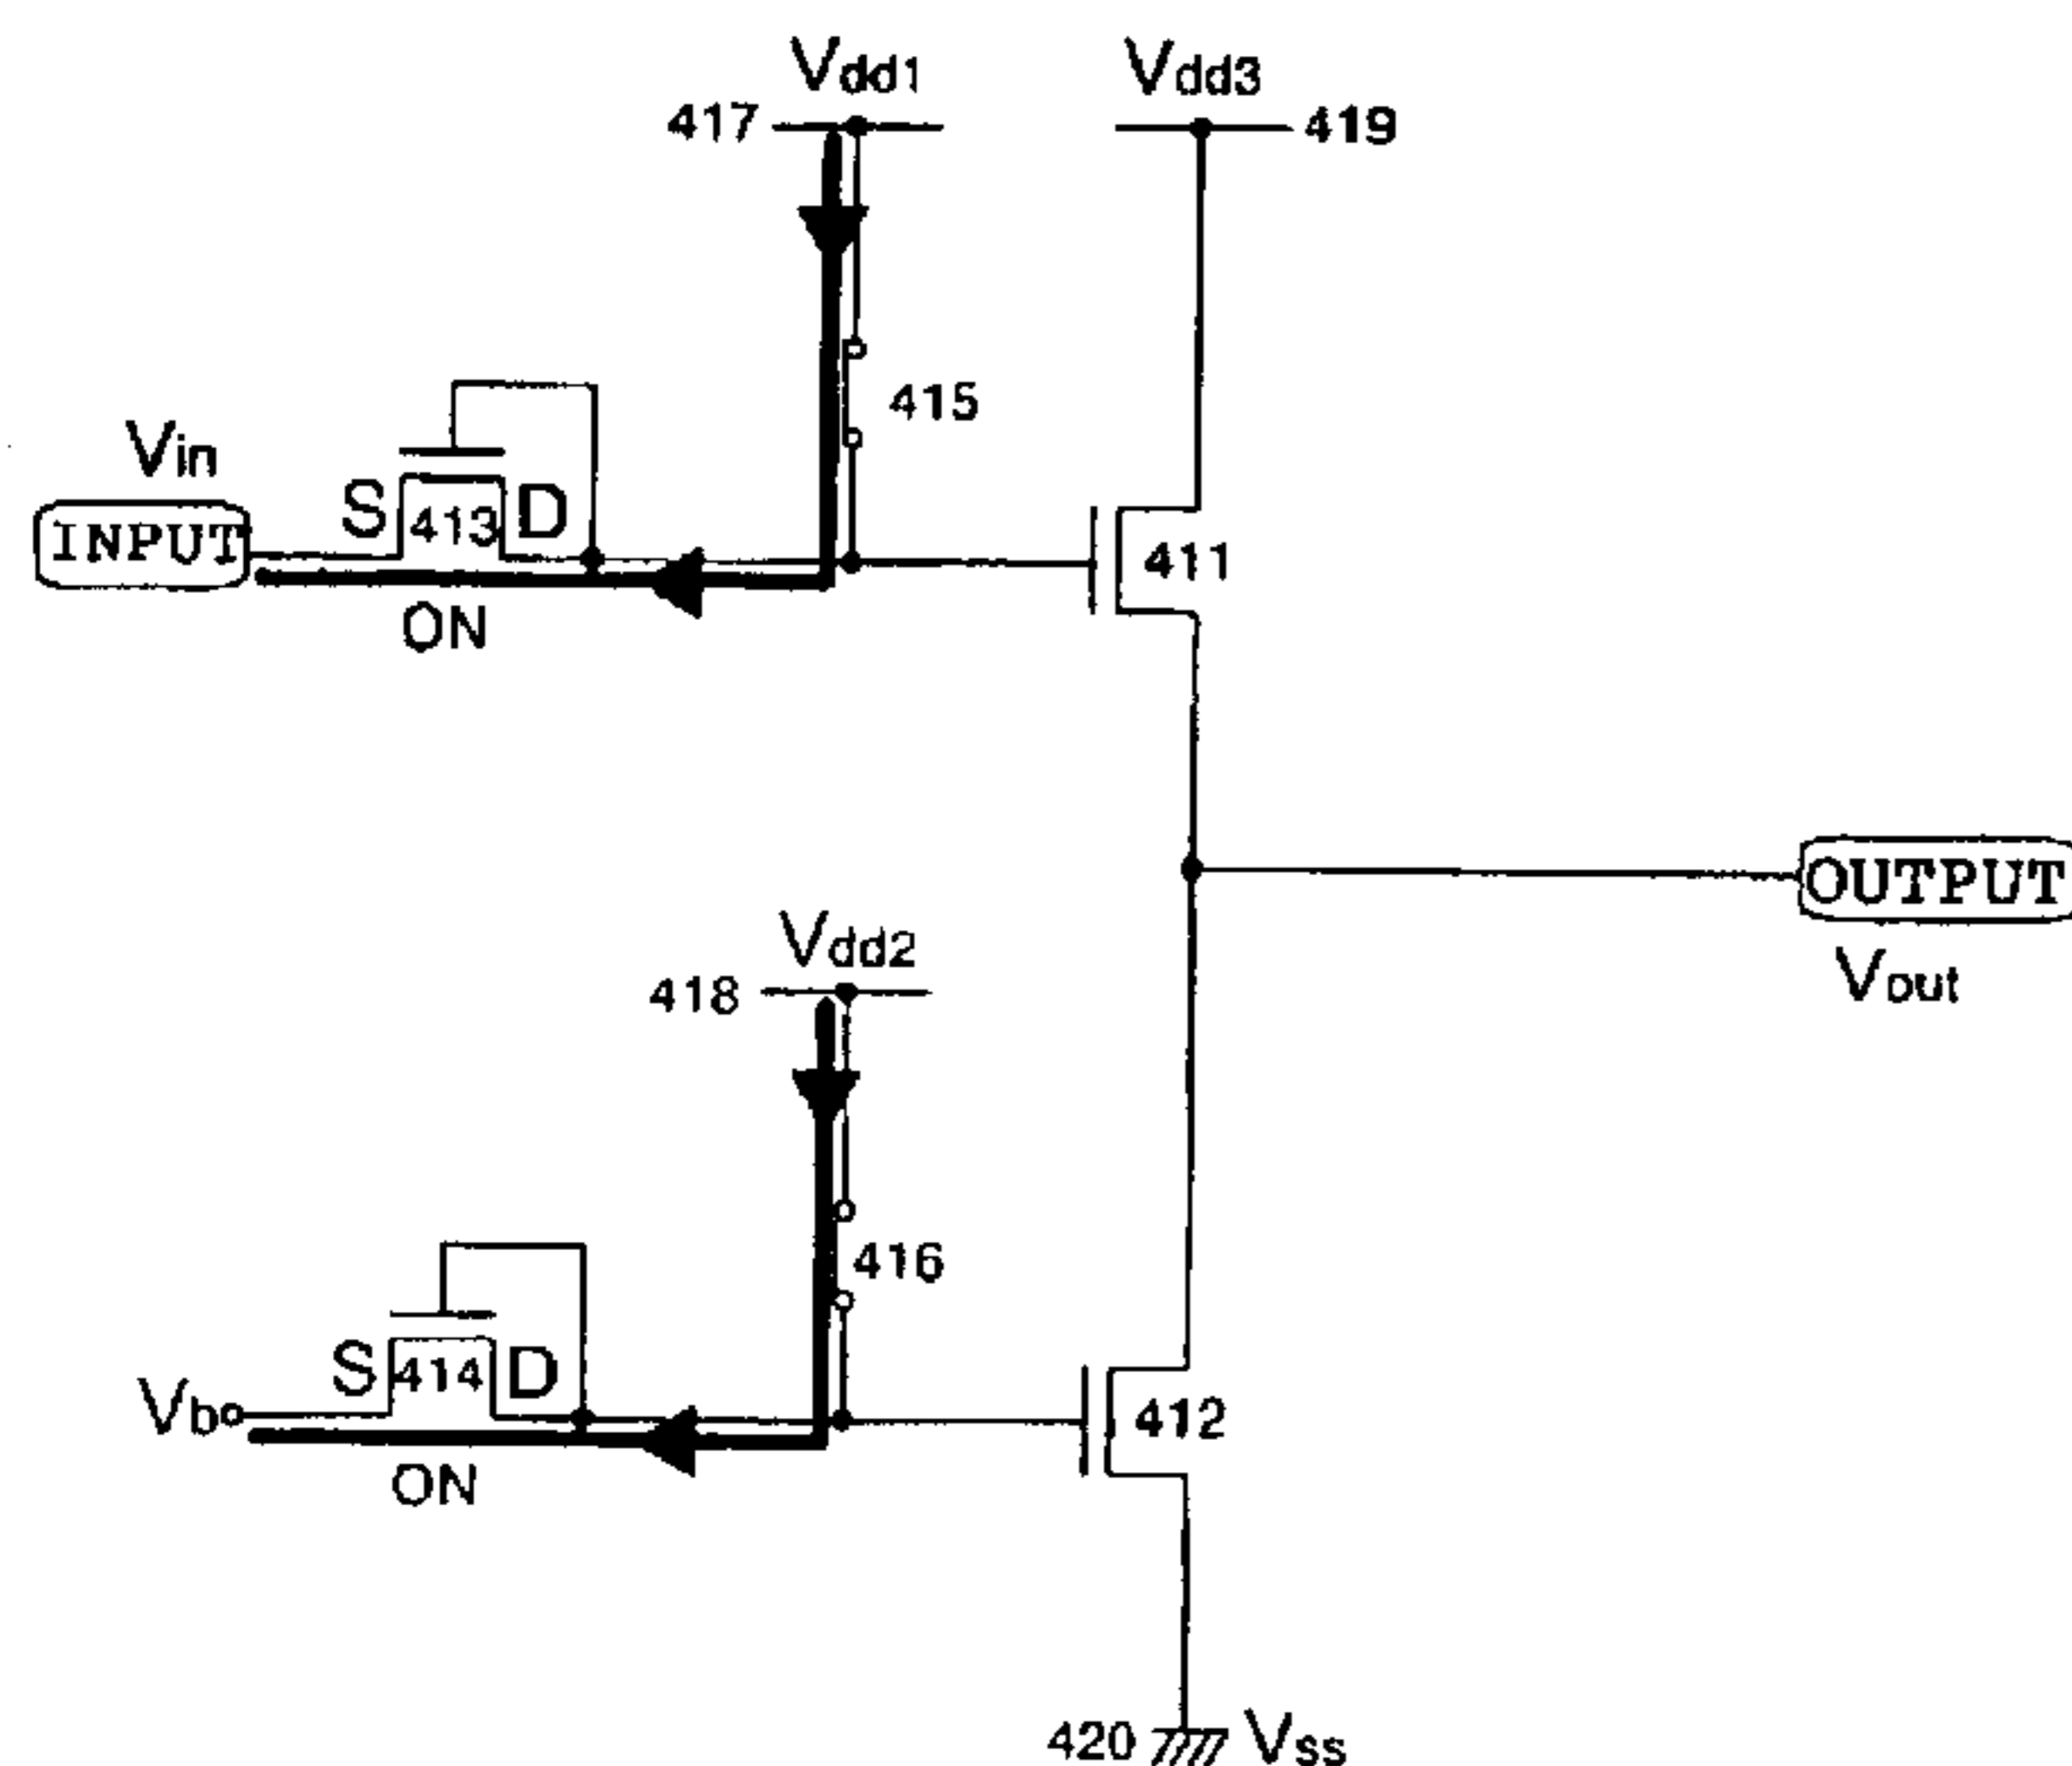 Vdd1
Vdd3
417
419
415
Vin
S
413
D
INPUT
411
ON
OUTPUT
Vdd2
418
Vout
416
S
414
D
Vb
412
ON
420
Vss